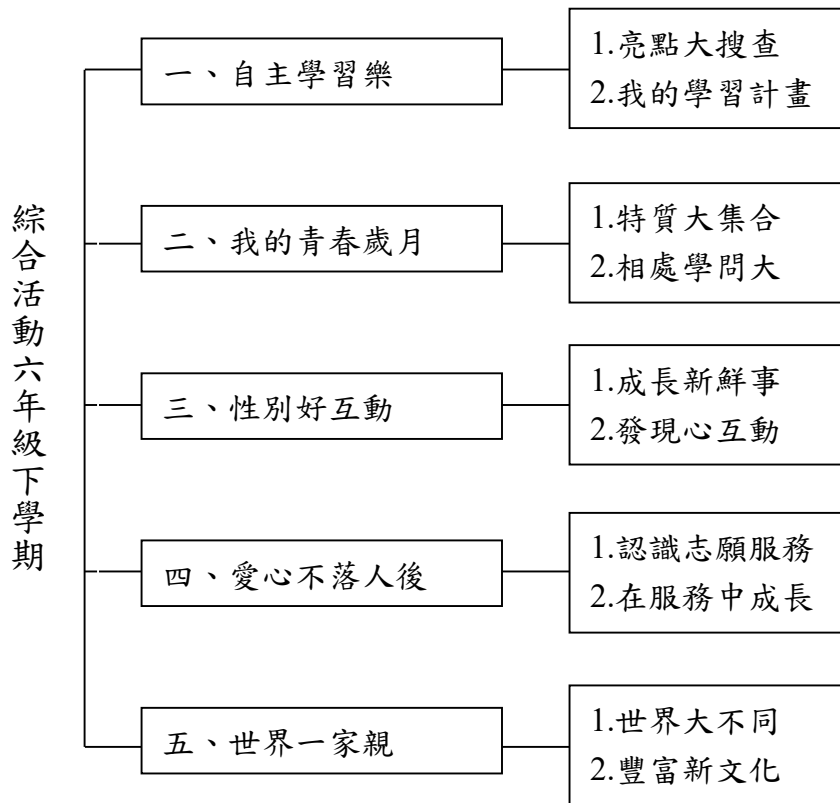 綜合活動六年級下學期
一、自主學習樂
1.亮點大搜查
2.我的學習計畫
二、我的青春歲月
1.特質大集合
2.相處學問大
三、性別好互動
1.成長新鮮事
2.發現心互動
四、愛心不落人後
1.認識志願服務
2.在服務中成長
五、世界一家親
1.世界大不同
2.豐富新文化